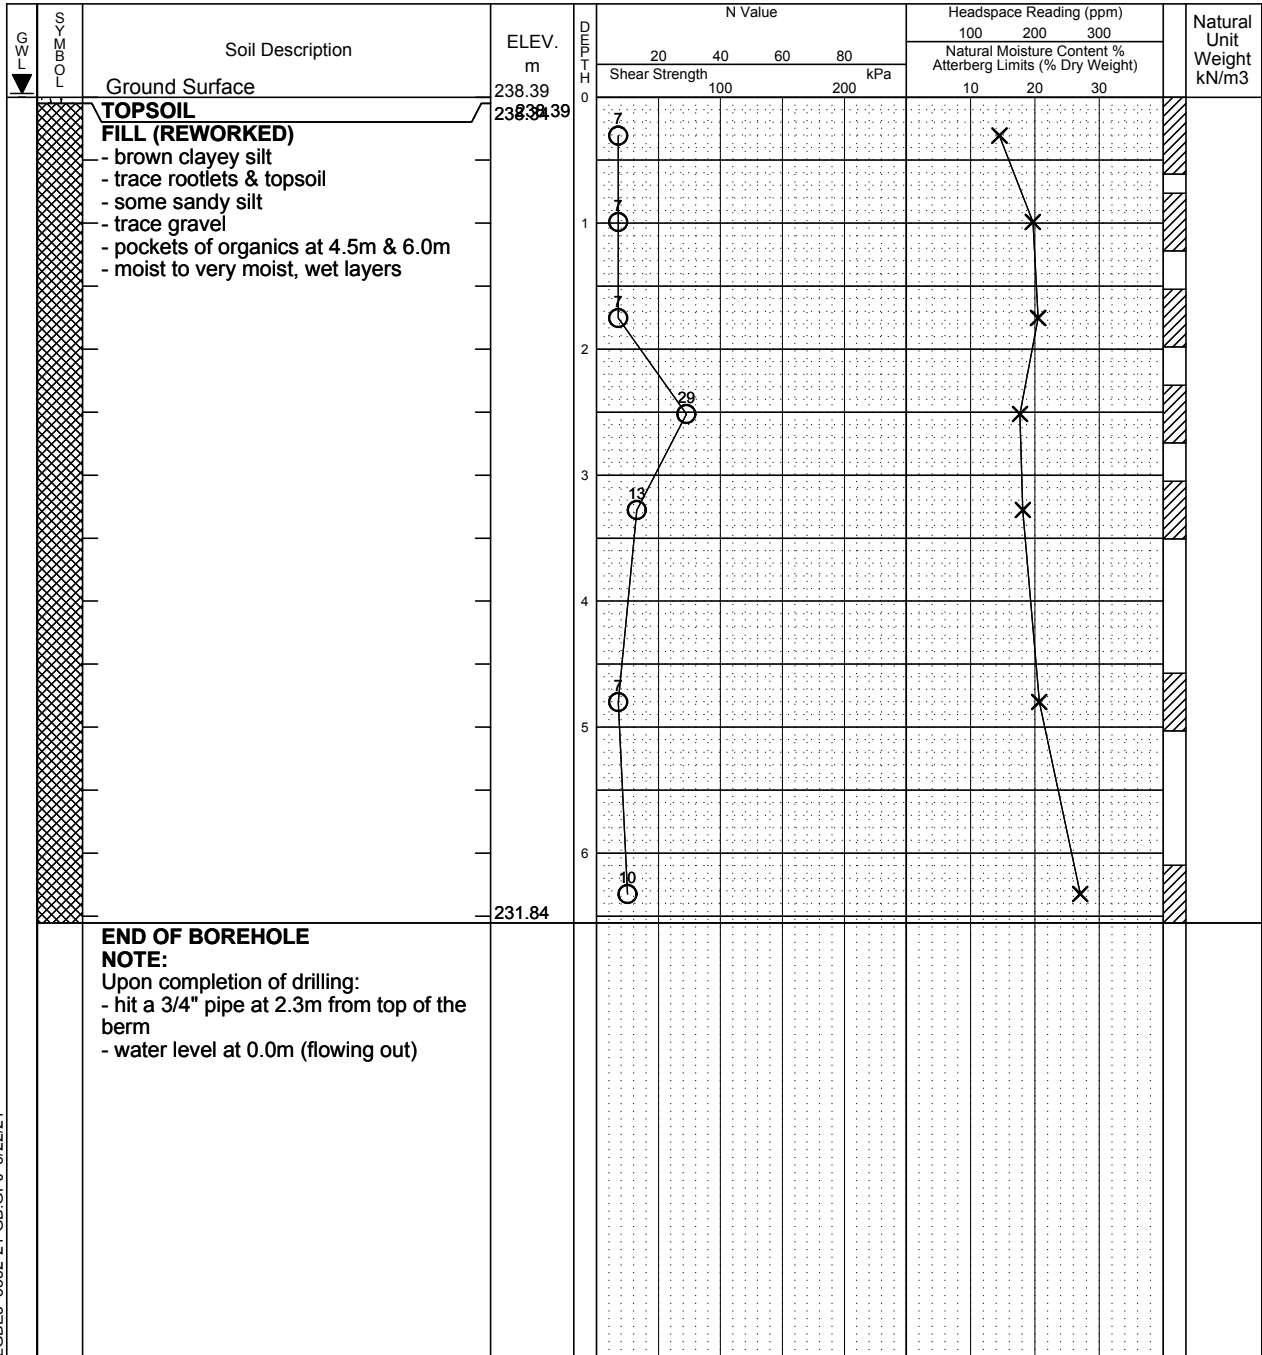 GWL
SYMBOL
Soil Description
Ground Surface
ELEV.
m
238.39
DEPTH
N Value
20 40 60 80
Shear Strength kPa
100 200
Headspace Reading (ppm)
100 200 300
Natural Moisture Content %
Atterberg Limits (% Dry Weight)
10 20 30
Natural
Unit
Weight
kN/m3
0
TOPSOIL
238.34
238.39
FILL (REWORKED)
- brown clayey silt
- trace rootlets & topsoil
- some sandy silt
- trace gravel
- pockets of organics at 4.5m & 6.0m
- moist to very moist, wet layers
7
7
1
7
2
29
3
13
4
7
5
6
10
231.84
END OF BOREHOLE
NOTE:
Upon completion of drilling:
- hit a 3/4" pipe at 2.3m from top of the
berm
- water level at 0.0m (flowing out)